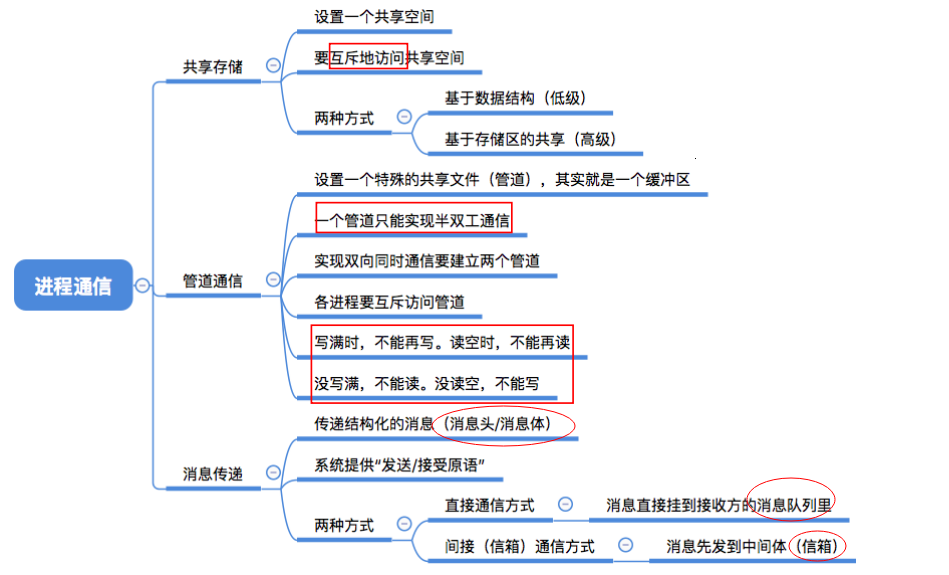 设置一个共享空间
要互斥地访问共享空间
共享存储
两种方式
基于数据结构（低级）
基于存储区的共享（高级）
设置一个特殊的共享文件（管道），其实就是一个缓冲区
一个管道只能实现半双工通信
实现双向同时通信要建立两个管道
进程通信
管道通信
各进程要互斥访问管道
写满时，不能再写。读空时，不能再读
没写满，不能读。没读空，不能写
传递结构化的消息（消息头/消息体）
系统提供“发送/接受原语”
消息传递
两种方式
直接通信方式
消息直接挂到接收方的消息队列里
间接（信箱）通信方式
消息先发到中间体（信箱）